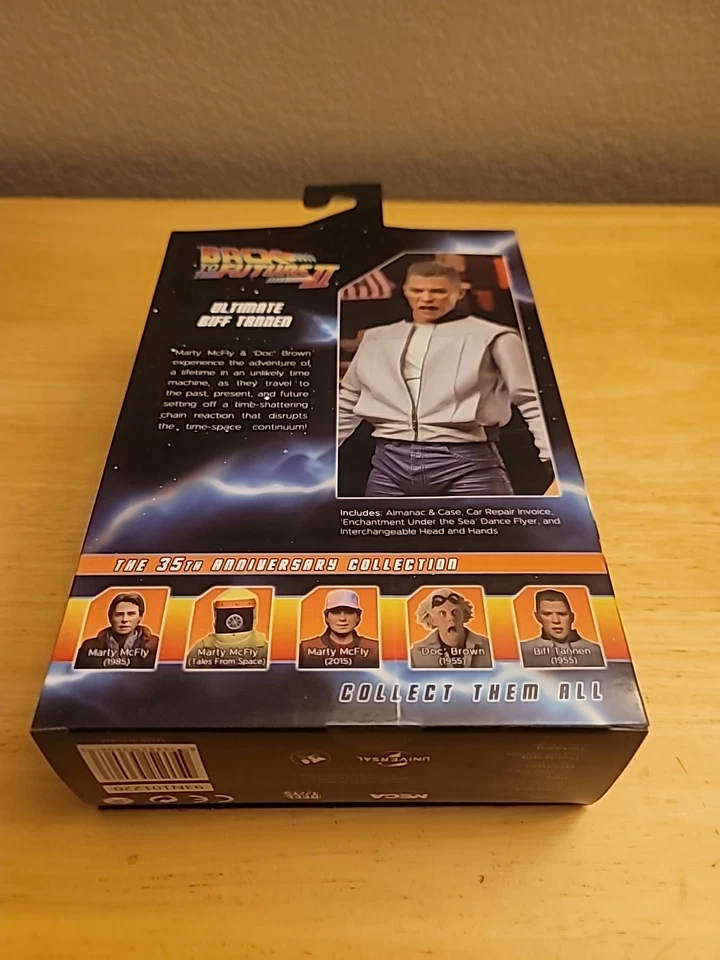 BACK
TO THE
FUTURE II
ULTIMATE
BIFF TANNEN
"Marty McFly & 'Doc' Brown
experience the adventure of
a lifetime in an unlikely time
machine, as they travel to
the past, present, and future
setting off a time-shattering
chain reaction that disrupts
the time-space continuum!
Includes: Almanac & Case, Car Repair Invoice,
'Enchantment Under the Sea' Dance Flyer, and
Interchangeable Head and Hands
THE 35TH ANNIVERSARY COLLECTION
Marty McFly
(1985)
Marty McFly
(Tales From Space)
Marty McFly
(2015)
'Doc' Brown
(1955)
Biff Tannen
(1955)
COLLECT THEM ALL
UNIVERSAL
93N101220
REEL
TOYS
NECA